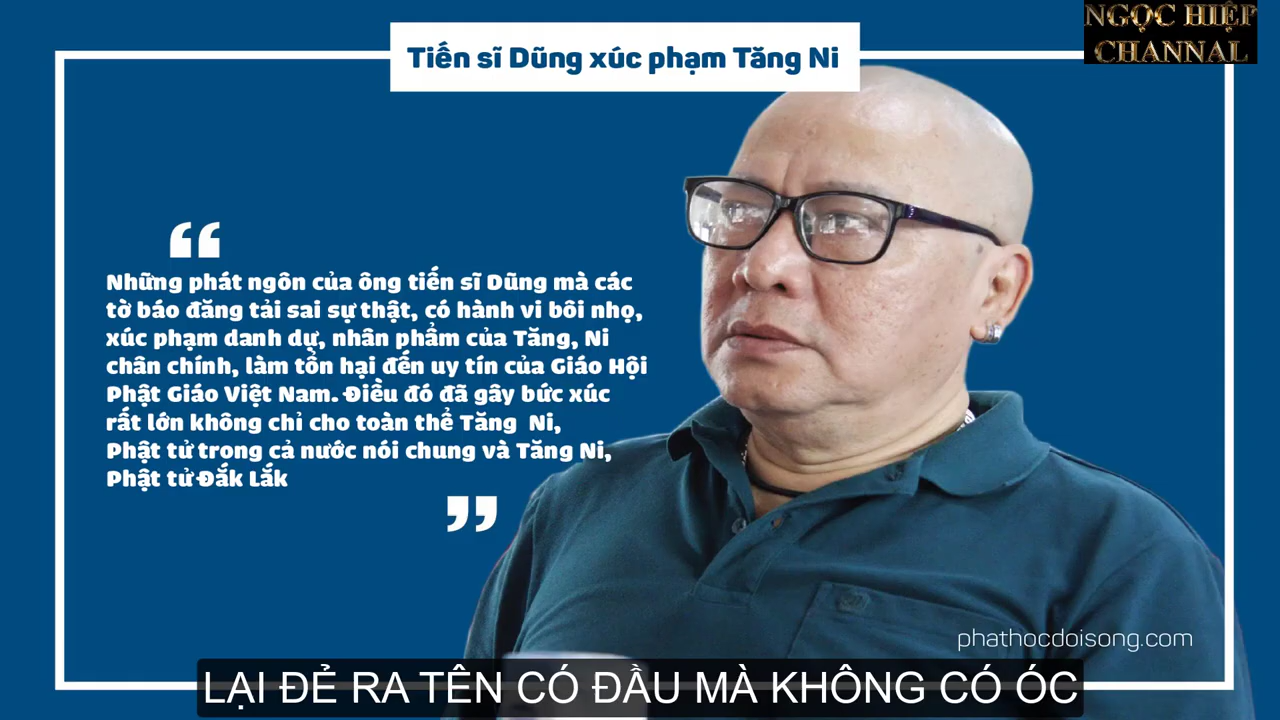 NGỌC HIỆP
CHANNAL
Tiến sĩ Dũng xúc phạm Tăng Ni
“
Những phát ngôn của ông tiến sĩ Dũng mà các
tờ báo đăng tải sai sự thật, có hành vi bôi nhọ,
xúc phạm danh dự, nhân phẩm của Tăng, Ni
chân chính, làm tổn hại đến uy tín của Giáo Hội
Phật Giáo Việt Nam. Điều đó đã gây bức xúc
rất lớn không chỉ cho toàn thể Tăng Ni,
Phật tử trong cả nước nói chung và Tăng Ni,
Phật tử Đắk Lắk
”
phathocdoisong.com
LẠI ĐẺ RA TÊN CÓ ĐẦU MÀ KHÔNG CÓ ÓC